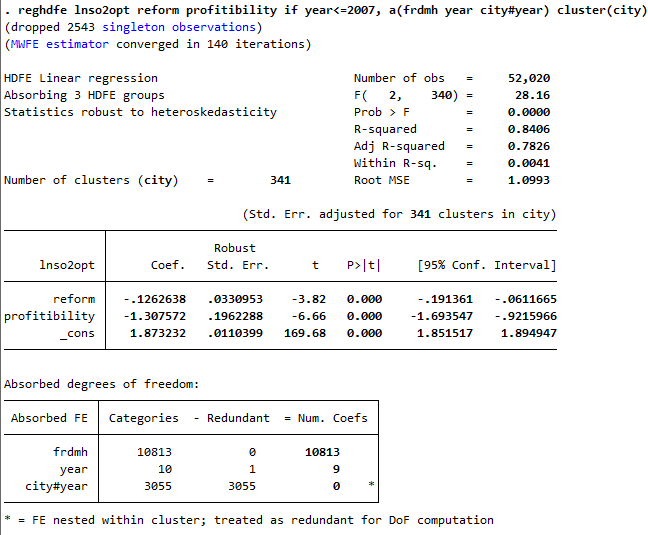 . reghdfe lnso2opt reform profitibility if year<=2007, a(frdmh year city#year) cluster(city)
(dropped 2543 singleton observations)
(MWFE estimator converged in 140 iterations)
HDFE Linear regression Number of obs = 52,020
Absorbing 3 HDFE groups F( 2, 340) = 28.16
Statistics robust to heteroskedasticity Prob > F = 0.0000
R-squared = 0.8406
Adj R-squared = 0.7826
Within R-sq. = 0.0041
Number of clusters (city) = 341 Root MSE = 1.0993
(Std. Err. adjusted for 341 clusters in city)
Robust
lnso2opt Coef. Std. Err. t P>|t| [95% Conf. Interval]
reform -.1262638 .0330953 -3.82 0.000 -.191361 -.0611665
profitibility -1.307572 .1962288 -6.66 0.000 -1.693547 -.9215966
_cons 1.873232 .0110399 169.68 0.000 1.851517 1.894947
Absorbed degrees of freedom:
Absorbed FE Categories - Redundant = Num. Coefs
frdmh 10813 0 10813
year 10 1 9
city#year 3055 3055 0 *
* = FE nested within cluster; treated as redundant for DoF computation